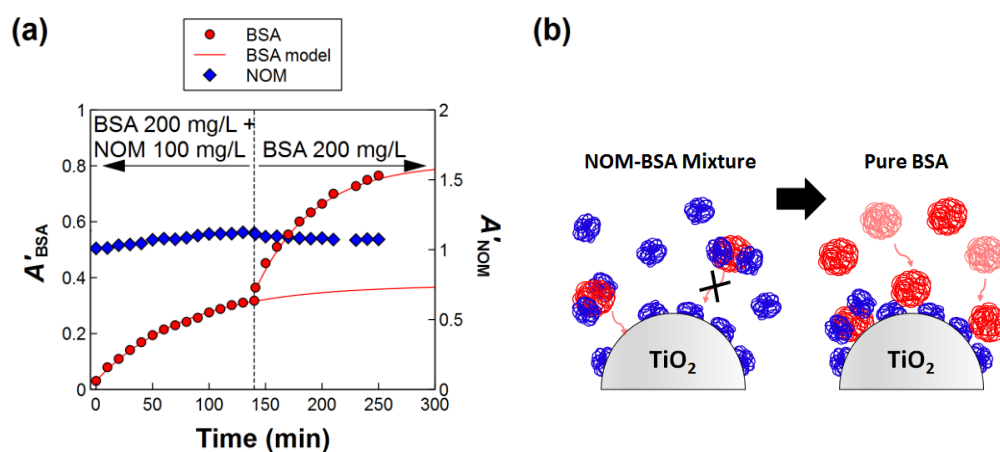 (a)
BSA
BSA model
NOM
1
0.8
0.6
0.4
0.2
0
A'BSA
BSA 200 mg/L +
NOM 100 mg/L
BSA 200 mg/L
2
1.5
1
0.5
0
A'NOM
0 50 100 150 200 250 300
Time (min)
(b)
NOM-BSA Mixture
Pure BSA
TiO₂
TiO₂